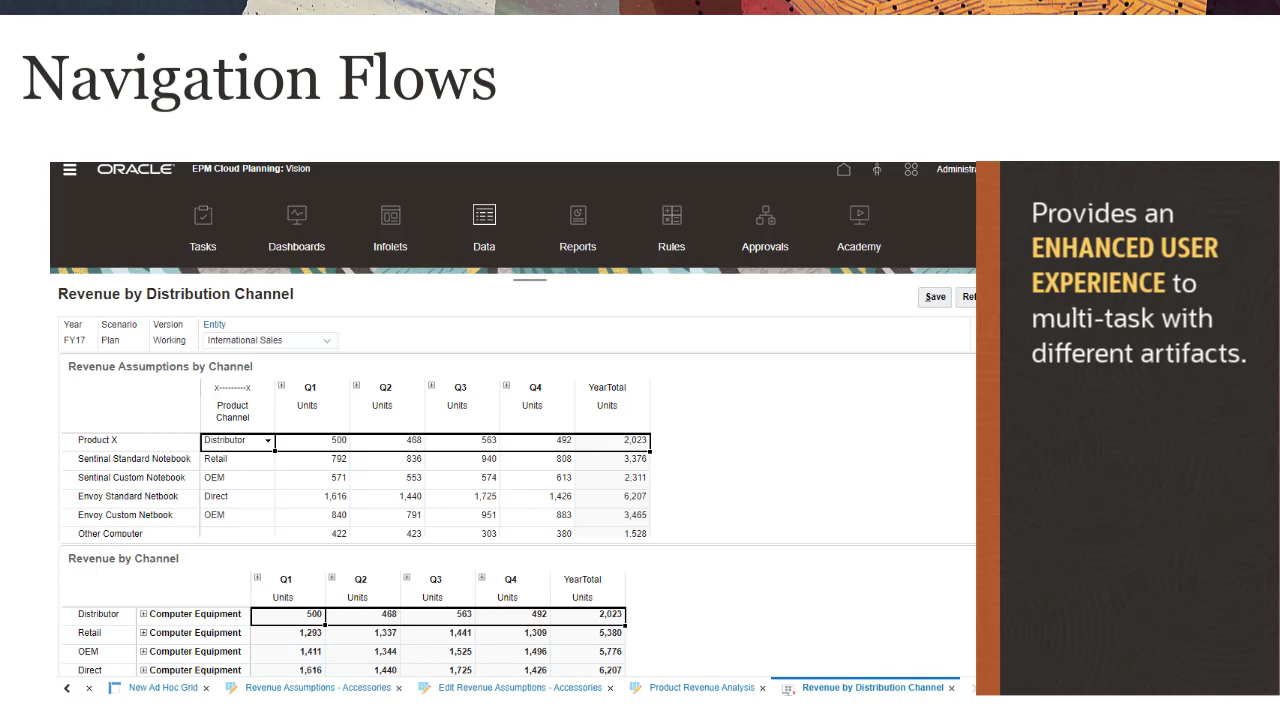 Navigation Flows
ORACLE EPM Cloud Planning: Vision
Tasks Dashboards Infolets Data Reports Rules Approvals Academy
Revenue by Distribution Channel
Save
Year Scenario Version Entity
FY17 Plan Working International Sales
Revenue Assumptions by Channel
x---------x Q1 Q2 Q3 Q4 YearTotal
Product Units Units Units Units Units
Channel
Product X Distributor 500 468 563 492 2,023
Sentinal Standard Notebook Retail 792 836 940 808 3,376
Sentinal Custom Notebook OEM 571 553 574 613 2,311
Envoy Standard Netbook Direct 1,616 1,440 1,725 1,426 6,207
Envoy Custom Netbook OEM 840 791 951 883 3,465
Other Computer 422 423 303 380 1,528
Revenue by Channel
Q1 Q2 Q3 Q4 YearTotal
Units Units Units Units Units
Distributor Computer Equipment 500 468 563 492 2,023
Retail Computer Equipment 1,293 1,337 1,441 1,309 5,380
OEM Computer Equipment 1,411 1,344 1,525 1,496 5,776
Direct Computer Equipment 1,616 1,440 1,725 1,426 6,207
New Ad Hoc Grid Revenue Assumptions - Accessories Edit Revenue Assumptions - Accessories Product Revenue Analysis Revenue by Distribution Channel
Provides an
ENHANCED USER
EXPERIENCE to
multi-task with
different artifacts.